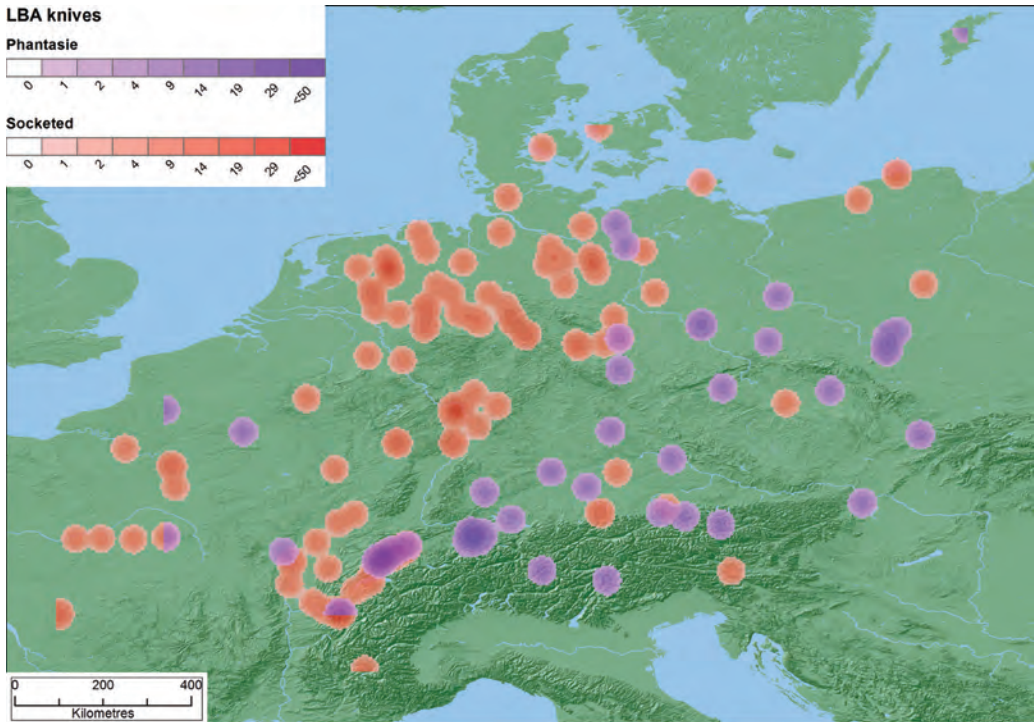 LBA knives
Phantasie
0 1 2 4 9 14 19 29 <50
Socketed
0 1 2 4 9 14 19 29 <50
0 200 400
Kilometres